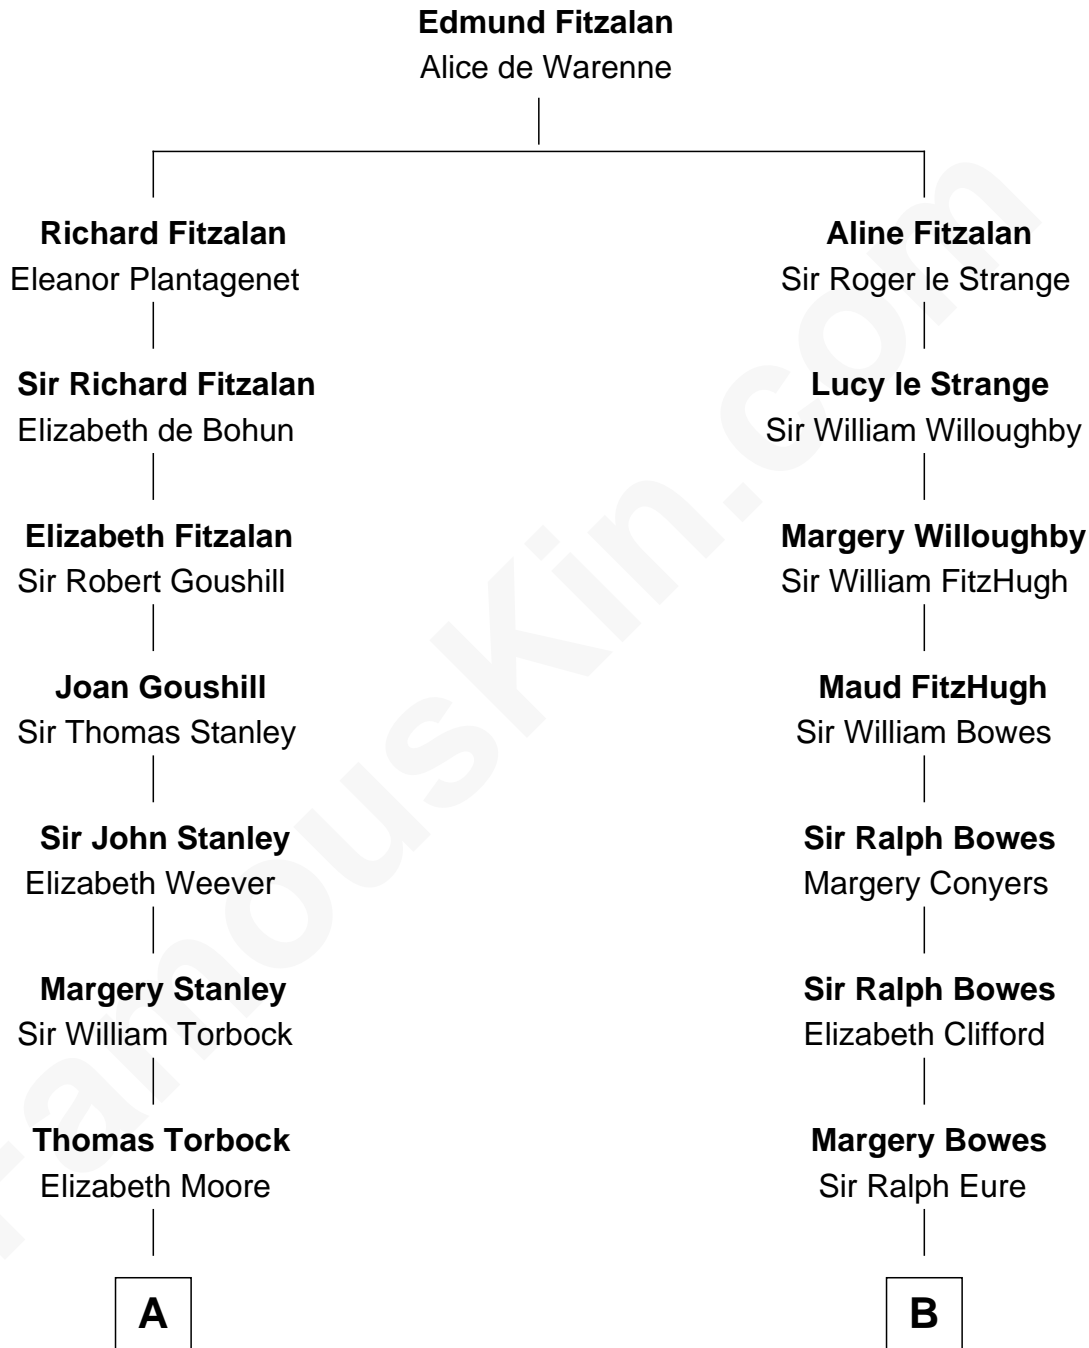 Edmund Fitzalan
Alice de Warenne
Richard Fitzalan
Eleanor Plantagenet
Aline Fitzalan
Sir Roger le Strange
Sir Richard Fitzalan
Elizabeth de Bohun
Lucy le Strange
Sir William Willoughby
Elizabeth Fitzalan
Sir Robert Goushill
Margery Willoughby
Sir William FitzHugh
Joan Goushill
Sir Thomas Stanley
Maud FitzHugh
Sir William Bowes
Sir John Stanley
Elizabeth Weever
Sir Ralph Bowes
Margery Conyers
Margery Stanley
Sir William Torbock
Sir Ralph Bowes
Elizabeth Clifford
Thomas Torbock
Elizabeth Moore
Margery Bowes
Sir Ralph Eure
A
B
FamousKin.com